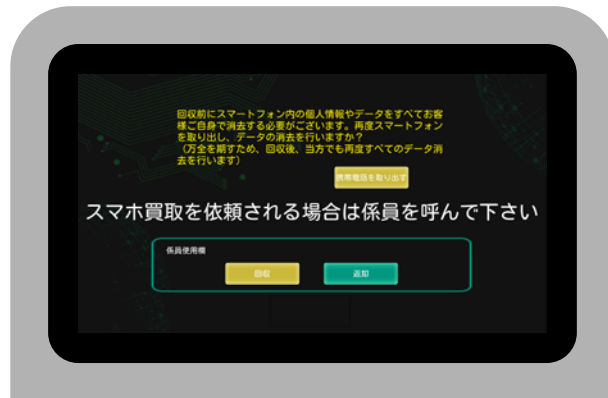 回収前にスマートフォン内の個人情報やデータをすべてお客
様ご自身で消去する必要がございます。再度スマートフォン
を取り出し、データの消去を行いますか？
（万全を期すため、回収後、当方でも再度すべてのデータ消
去を行います）
携帯電話を取り出す
スマホ買取を依頼される場合は係員を呼んで下さい
係員使用欄
回収
返却